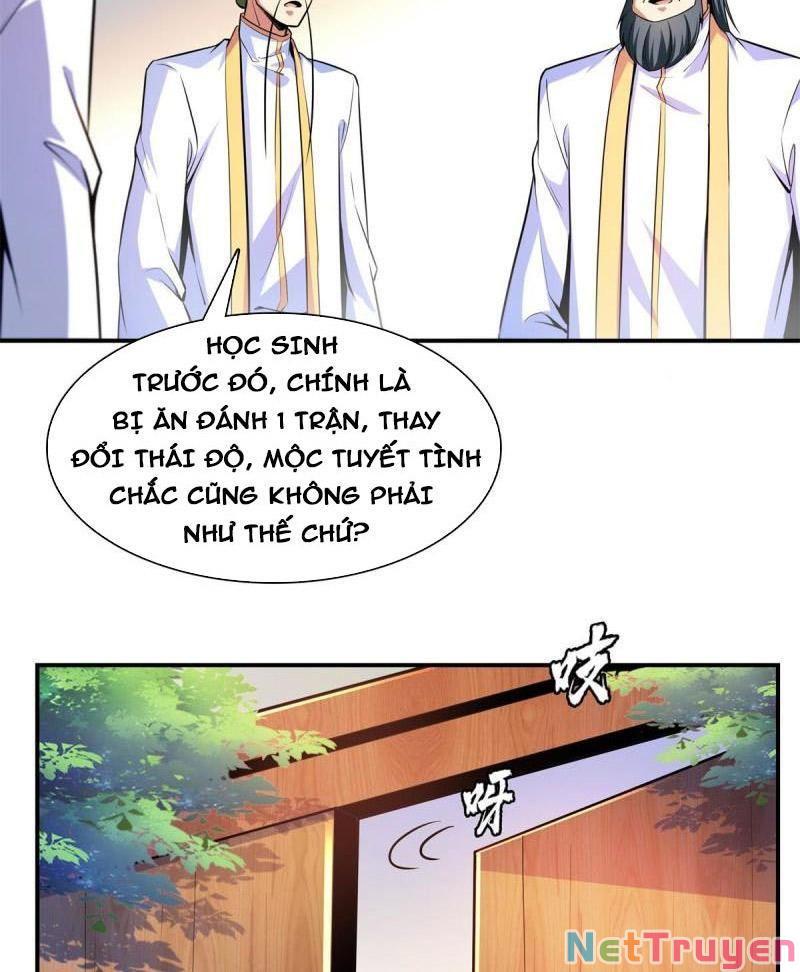 HỌC SINH
TRƯỚC ĐÓ, CHÍNH LÀ
BỊ ĂN ĐÁNH 1 TRẬN, THAY
ĐỔI THÁI ĐỘ, MỘC TUYẾT TÌNH
CHẮC CŨNG KHÔNG PHẢI
NHƯ THẾ CHỨ?
吱
呀
NetTruyen